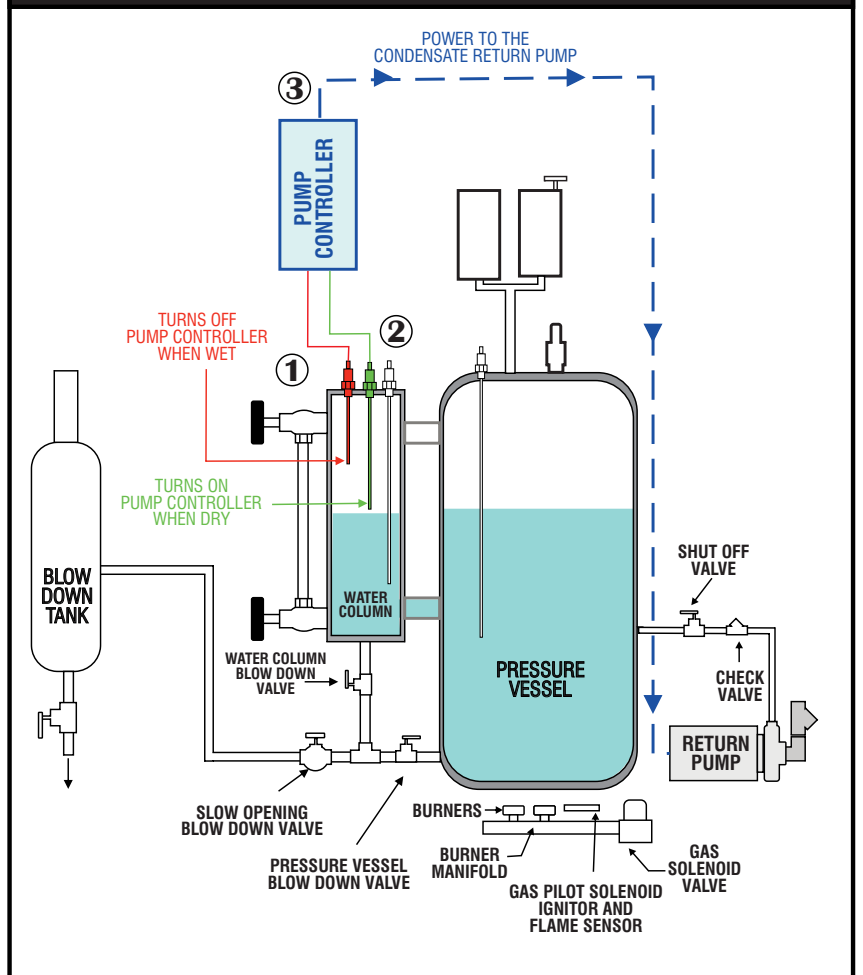 POWER TO THE
CONDENSATE RETURN PUMP
3
PUMP
CONTROLLER
TURNS OFF
PUMP CONTROLLER
WHEN WET
2
1
TURNS ON
PUMP CONTROLLER
WHEN DRY
BLOW
DOWN
TANK
WATER
COLUMN
SHUT OFF
VALVE
WATER COLUMN
BLOW DOWN
VALVE
PRESSURE
VESSEL
CHECK
VALVE
RETURN
PUMP
SLOW OPENING
BLOW DOWN VALVE
BURNERS
PRESSURE VESSEL
BLOW DOWN VALVE
BURNER
MANIFOLD
GAS
SOLENOID
VALVE
GAS PILOT SOLENOID
IGNITOR AND
FLAME SENSOR